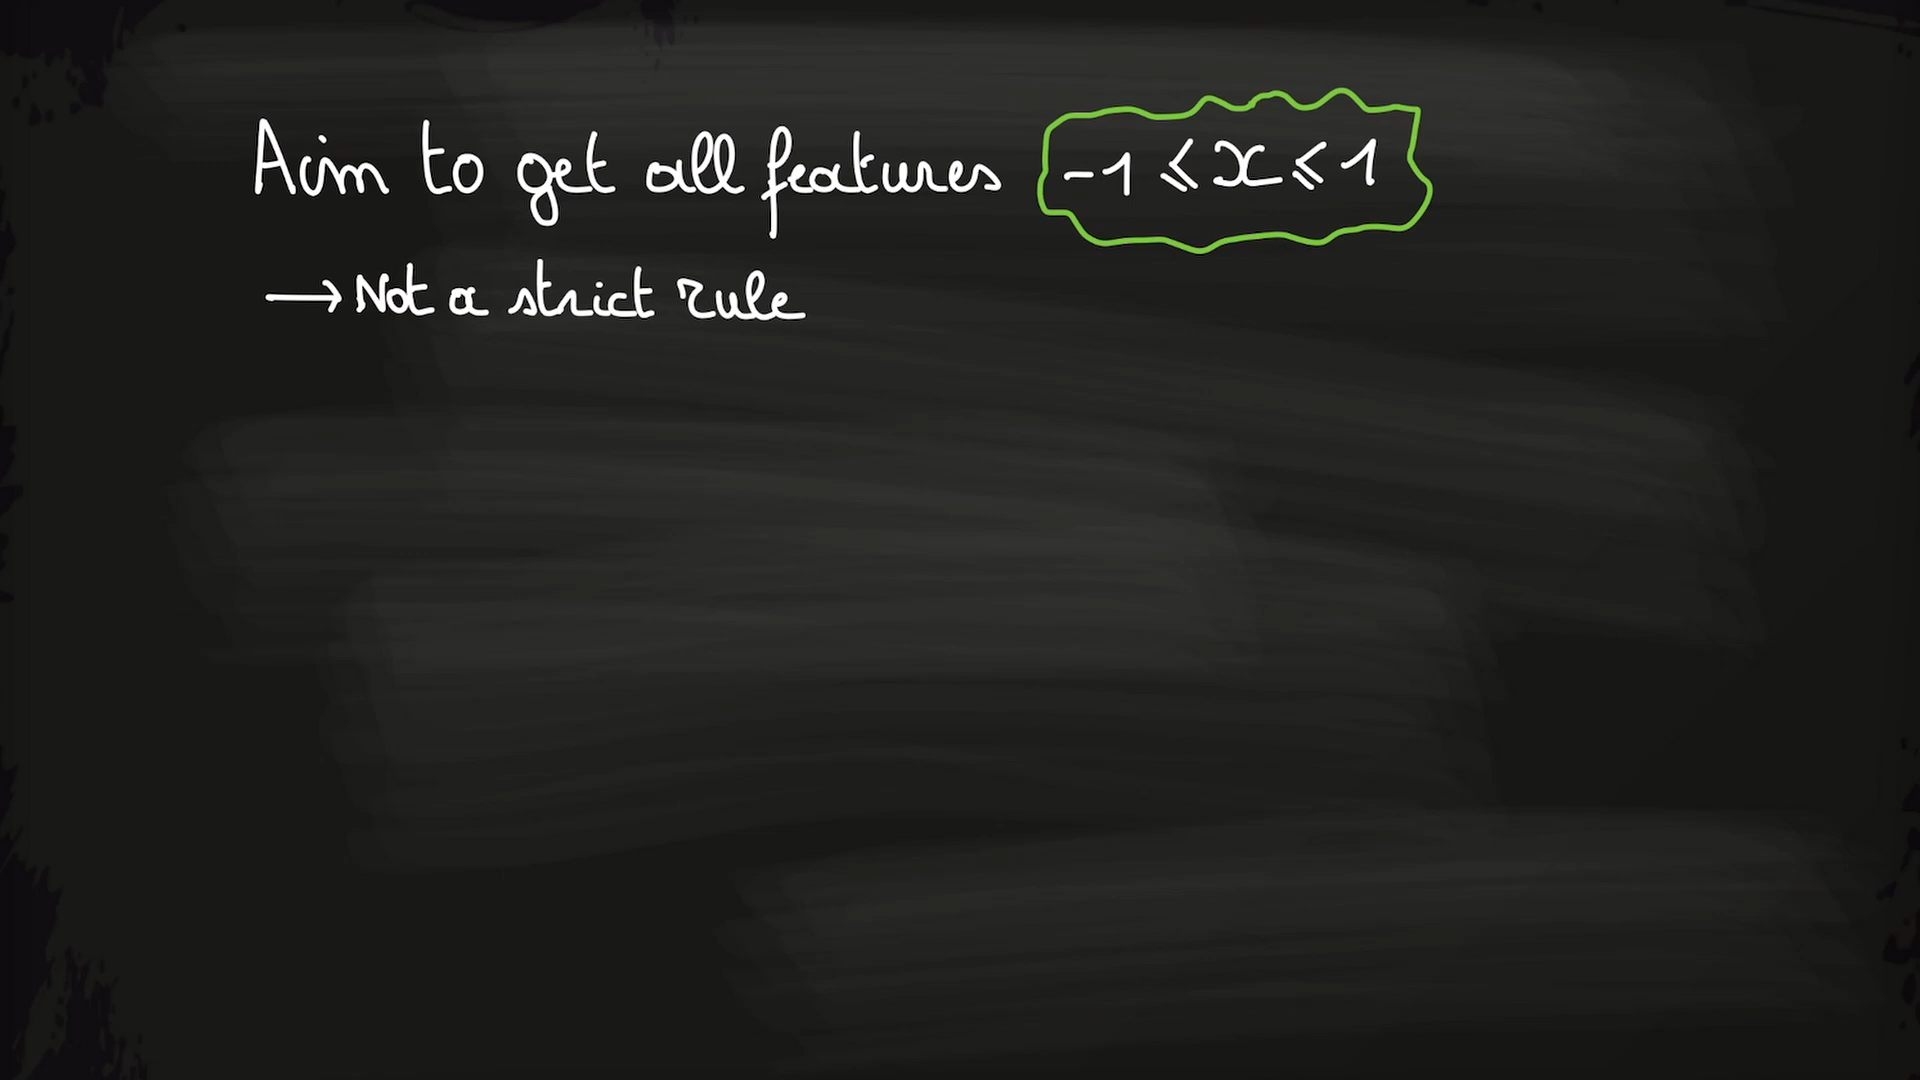 Aim to get all features -1 ⩽ x ⩽ 1
→ Not a strict rule